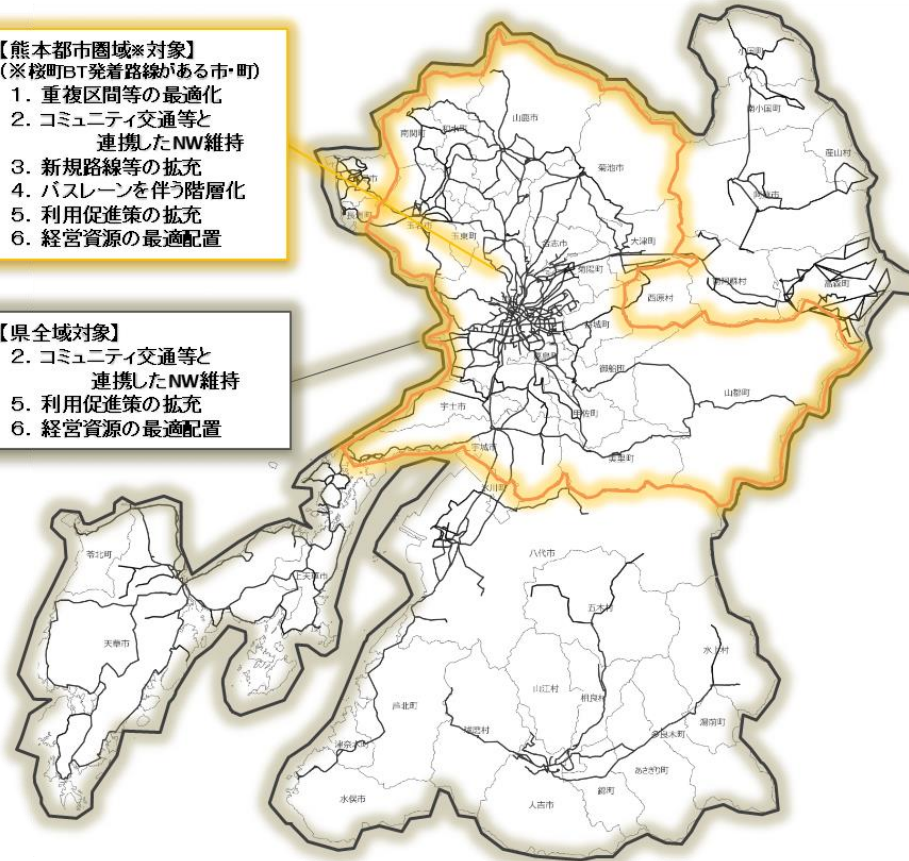 【熊本都市圏域※対象】
(※桜町BT発着路線がある市・町)
1. 重複区間等の最適化
2. コミュニティ交通等と
連携したNW維持
3. 新規路線等の拡充
4. バスレーンを伴う階層化
5. 利用促進策の拡充
6. 経営資源の最適配置
【県全域対象】
2. コミュニティ交通等と
連携したNW維持
5. 利用促進策の拡充
6. 経営資源の最適配置
小国町
南小国町
産山村
山鹿市
南関町
和水町
菊池市
長洲町
玉東町
合志市
大津町
菊陽町
西原村
南阿蘇村
高森町
益城町
御船町
山都町
宇土市
甲佐町
宇城市
美里町
氷川町
八代市
苓北町
上天草市
天草市
五木村
水上村
山江村
相良村
芦北町
球磨村
湯前町
多良木町
津奈木町
あさぎり町
水俣市
人吉市
錦町